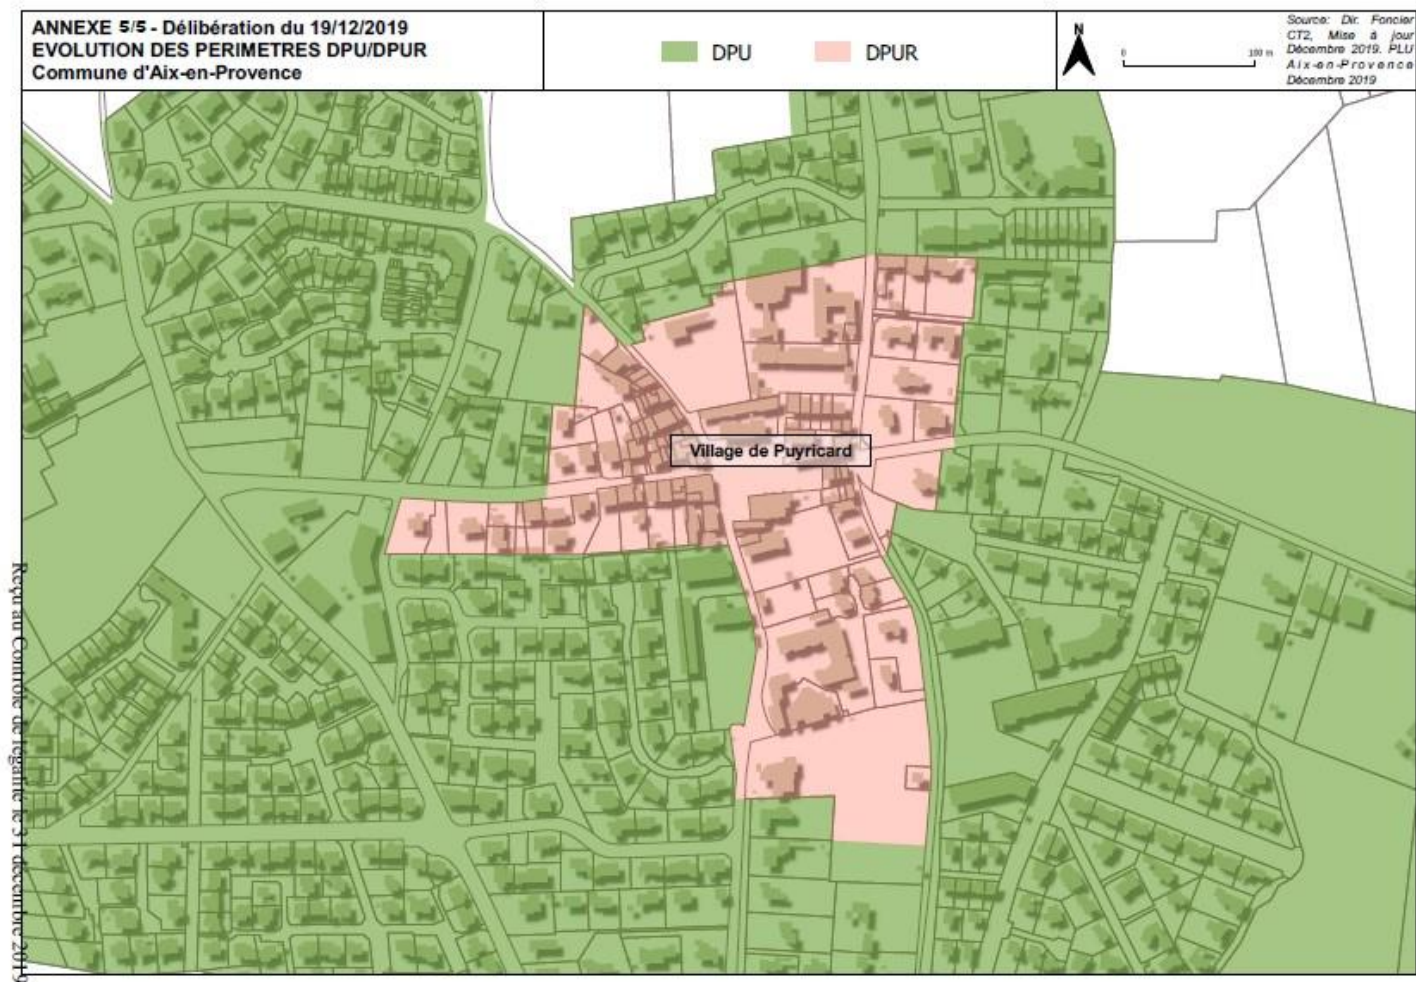 ANNEXE 5/5 - Délibération du 19/12/2019
EVOLUTION DES PERIMETRES DPU/DPUR
Commune d'Aix-en-Provence
DPU
DPUR
N
0
100 m
Source: Dir. Foncier
CT2, Mise à jour
Décembre 2019. PLU
Aix-en-Provence
Décembre 2019
Village de Puyricard
Reçu au Contrôle de légalité le 31 décembre 2019